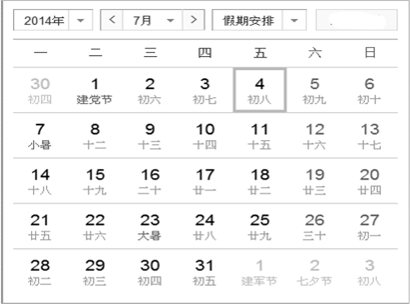 2014年 < 7月 > 假期安排
一 二 三 四 五 六 日
30 1 2 3 4 5 6
初四 建党节 初六 初七 初八 初九 初十
7 8 9 10 11 12 13
小暑 十二 十三 十四 十五 十六 十七
14 15 16 17 18 19 20
十八 十九 二十 廿一 廿二 廿三 廿四
21 22 23 24 25 26 27
廿五 廿六 大暑 廿八 廿九 三十 初一
28 29 30 31 1 2 3
初二 初三 初四 初五 建军节 七夕节 初八